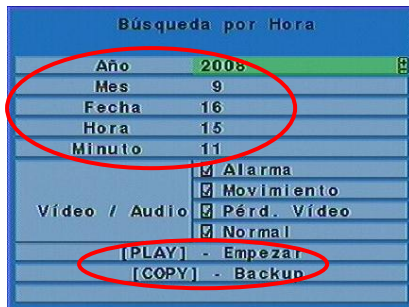 Búsqueda por Hora
Año 2008
Mes 9
Fecha 16
Hora 15
Minuto 11
Vídeo / Audio
Alarma
Movimiento
Pérd. Vídeo
Normal
[PLAY] - Empezar
[COPY] - Backup